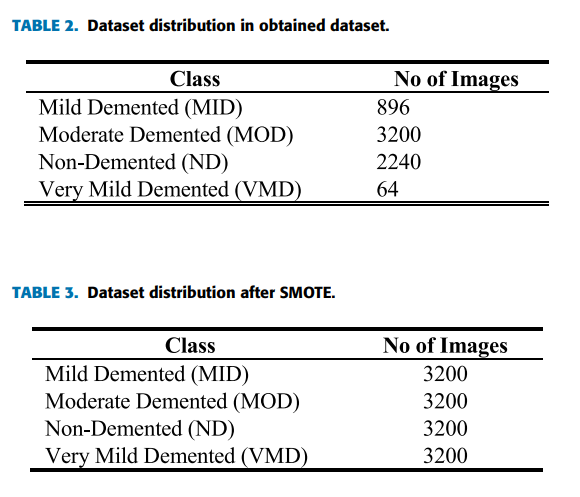 TABLE 2. Dataset distribution in obtained dataset.
Class No of Images
Mild Demented (MID) 896
Moderate Demented (MOD) 3200
Non-Demented (ND) 2240
Very Mild Demented (VMD) 64
TABLE 3. Dataset distribution after SMOTE.
Class No of Images
Mild Demented (MID) 3200
Moderate Demented (MOD) 3200
Non-Demented (ND) 3200
Very Mild Demented (VMD) 3200